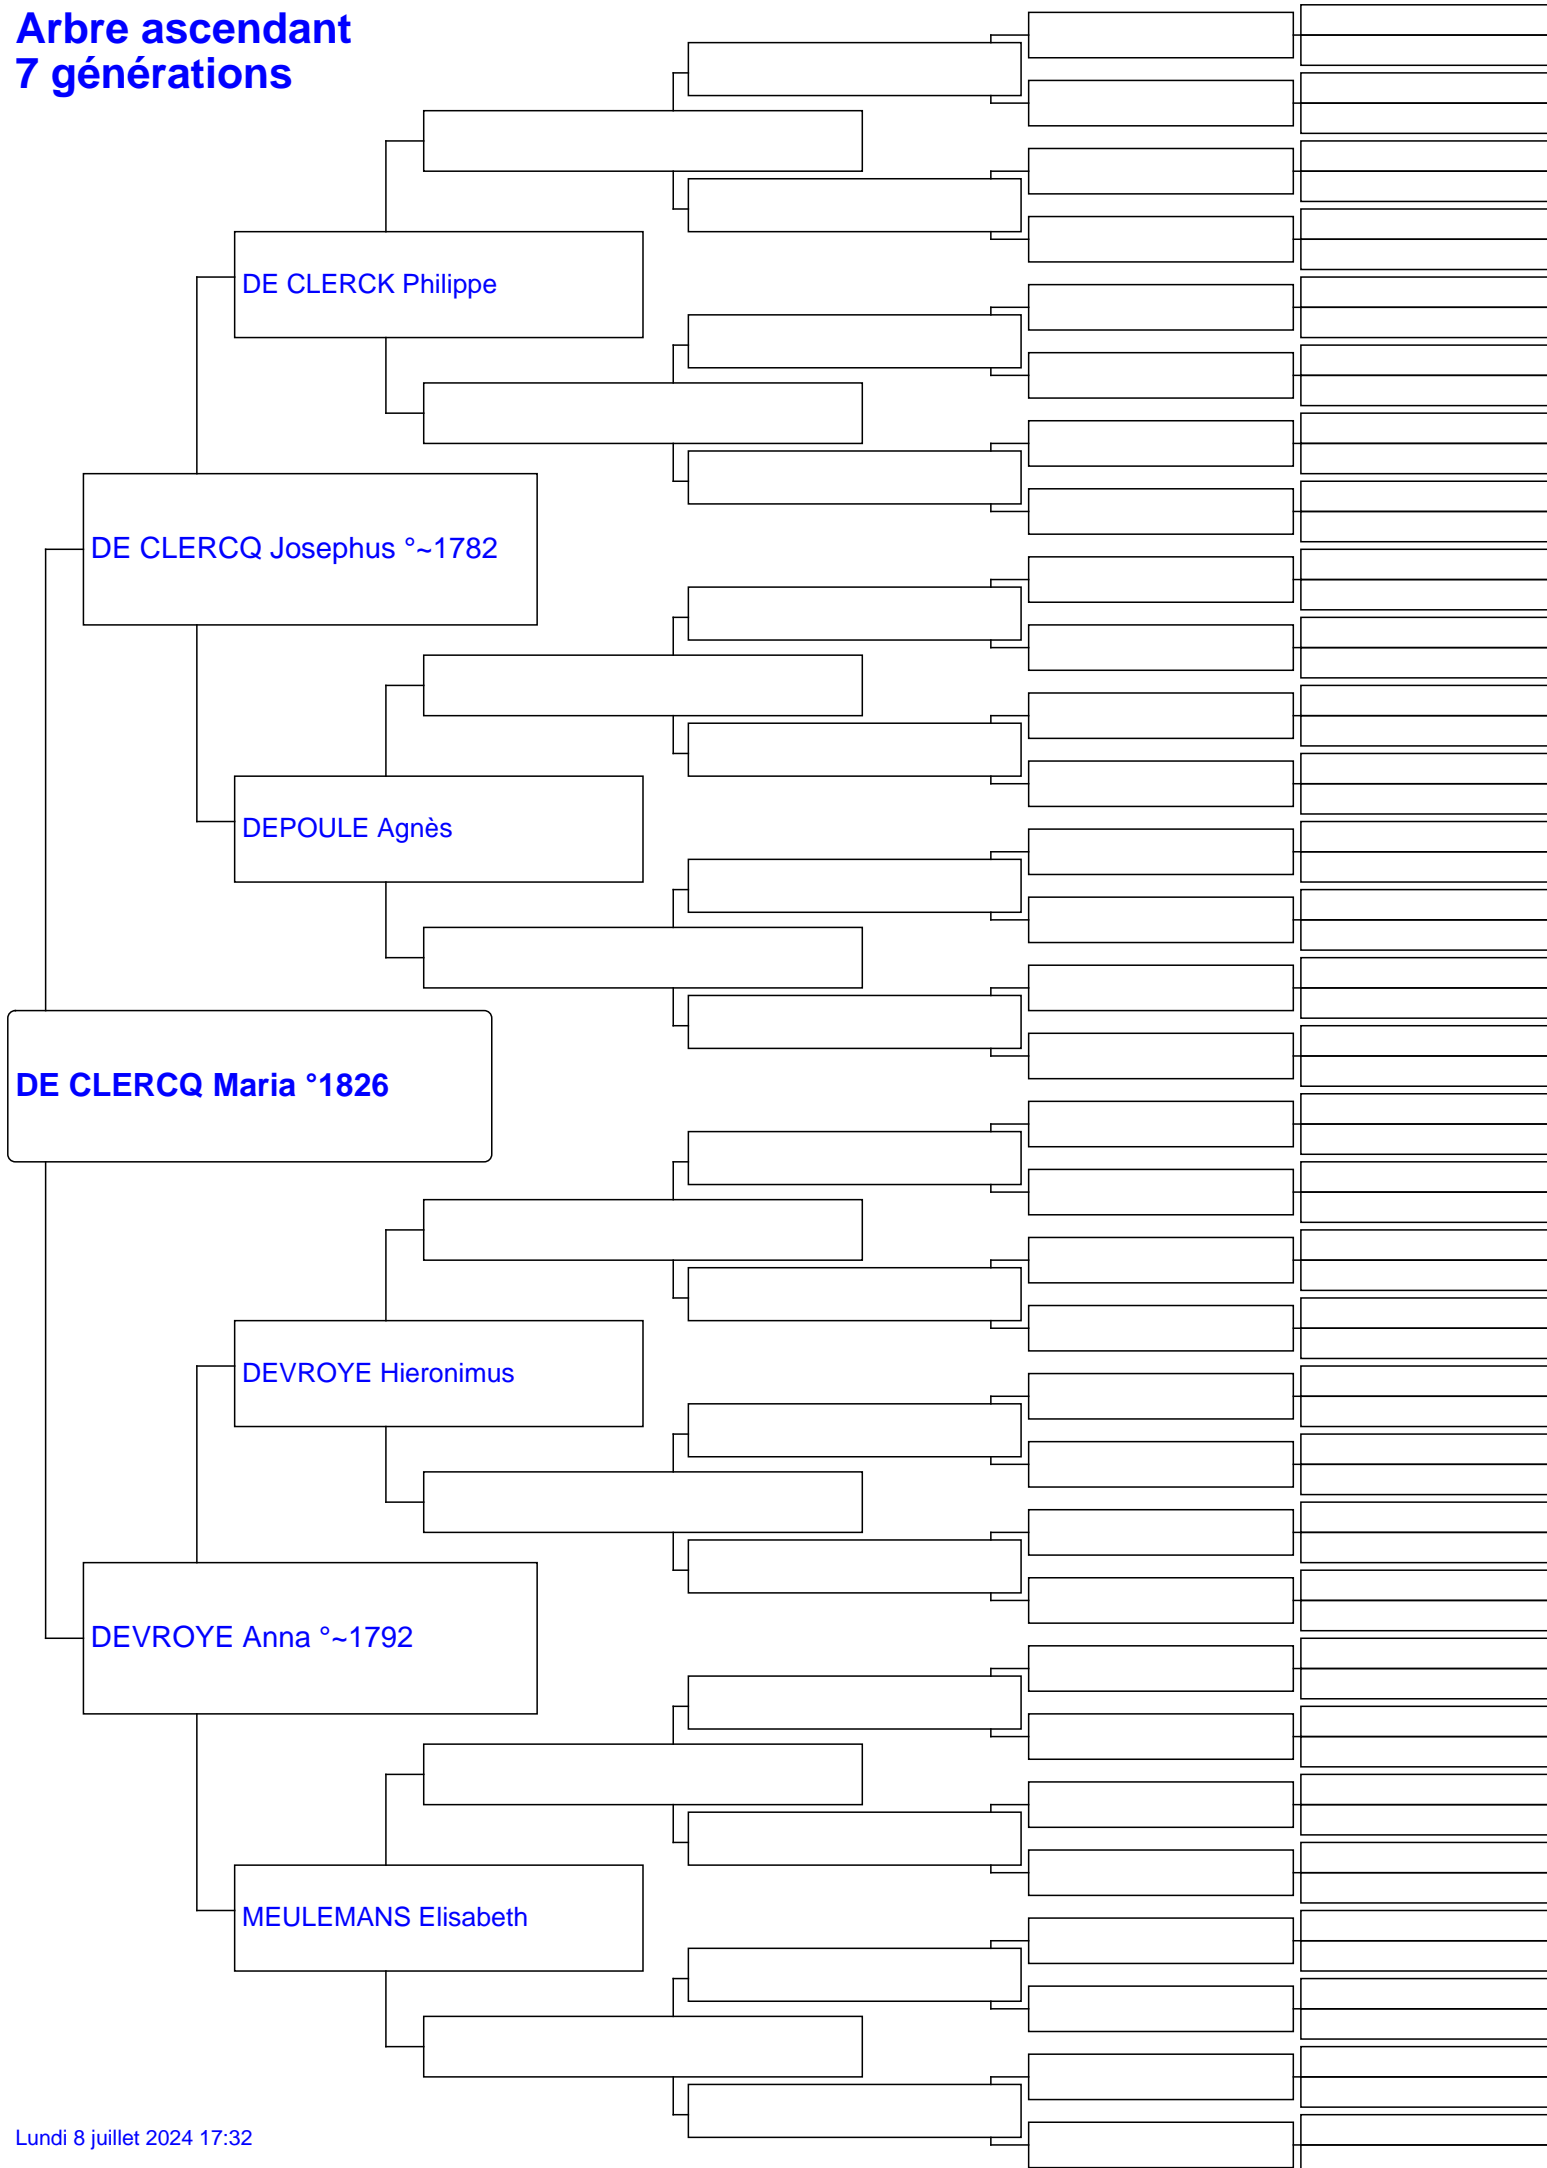 Arbre ascendant
7 générations
DE CLERCK Philippe
DE CLERCQ Josephus °~1782
DEPOULE Agnès
DE CLERCQ Maria °1826
DEVROYE Hieronimus
DEVROYE Anna °~1792
MEULEMANS Elisabeth
Lundi 8 juillet 2024 17:32